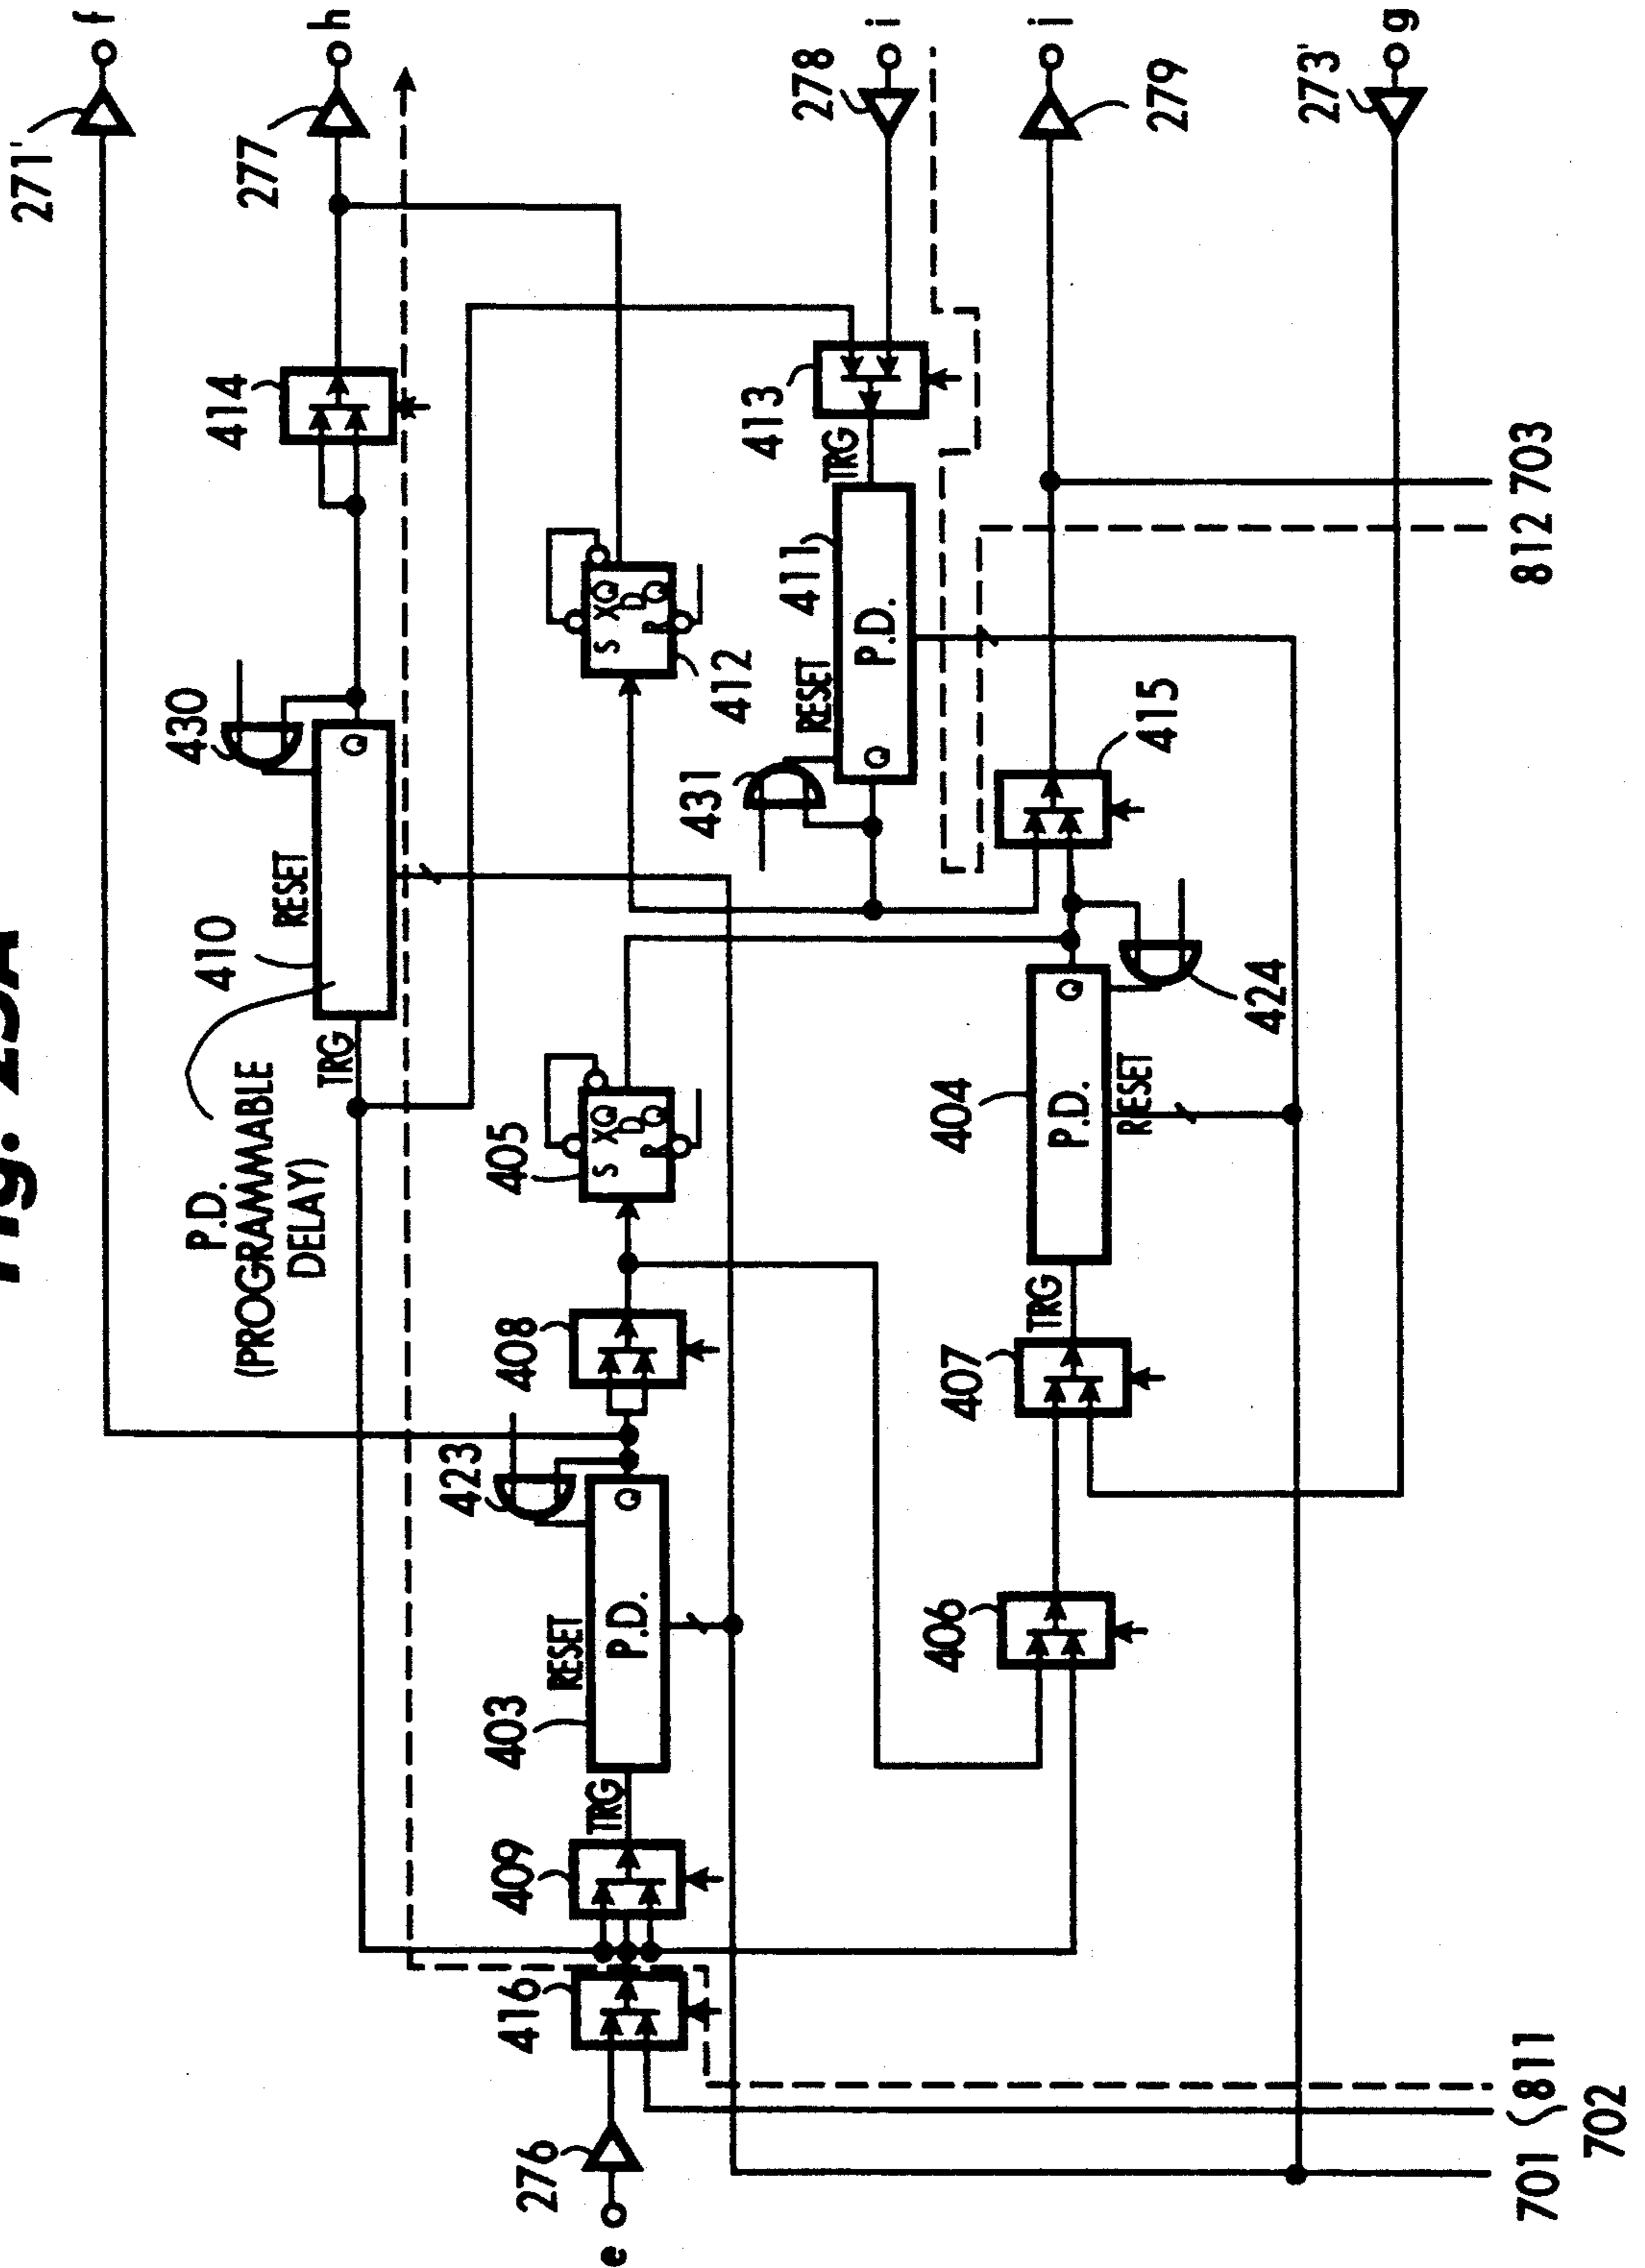 Fig. 25A
271'
f
277
h
414
430
Q
RESET
410
TRG
P.D.
(PROGRAMMABLE
DELAY)
278
i
413
TRG
411
P.D.
RESET
Q
431
S
XQ
D
Q
R
412
279
j
273'
g
415
405
S
XQ
D
Q
R
408
423
Q
P.D.
RESET
403
TRG
409
416
276
e
404
P.D.
Q
RESET
424
TRG
407
406
701
811
702
812
703